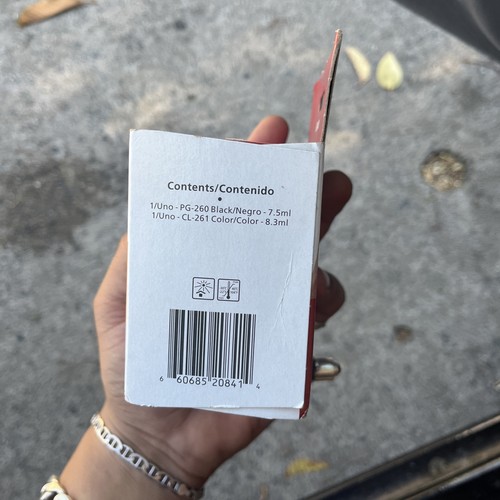 Contents/Contenido
1/Uno - PG-260 Black/Negro - 7.5ml
1/Uno - CL-261 Color/Color - 8.3ml
6 60685 20841 4